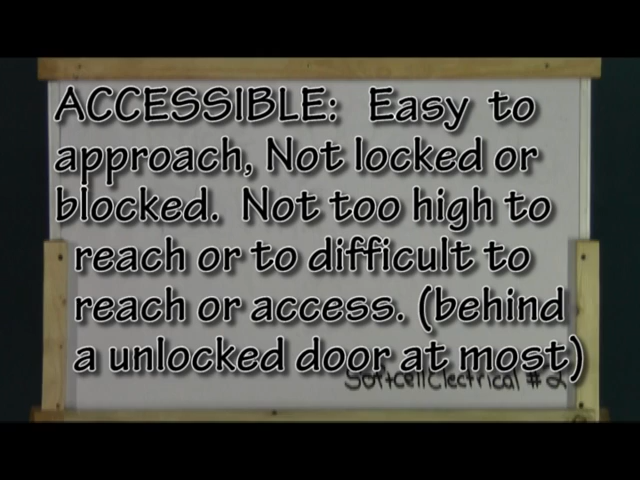 ACCESSIBLE: Easy to
approach, Not locked or
blocked. Not too high to
reach or to difficult to
reach or access. (behind
a unlocked door at most)
SoftcellElectrical #2